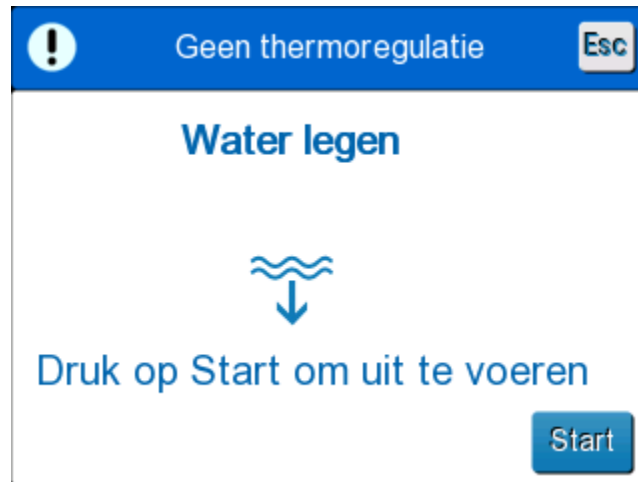 Geen thermoregulatie
Esc
Water legen
Druk op Start om uit te voeren
Start